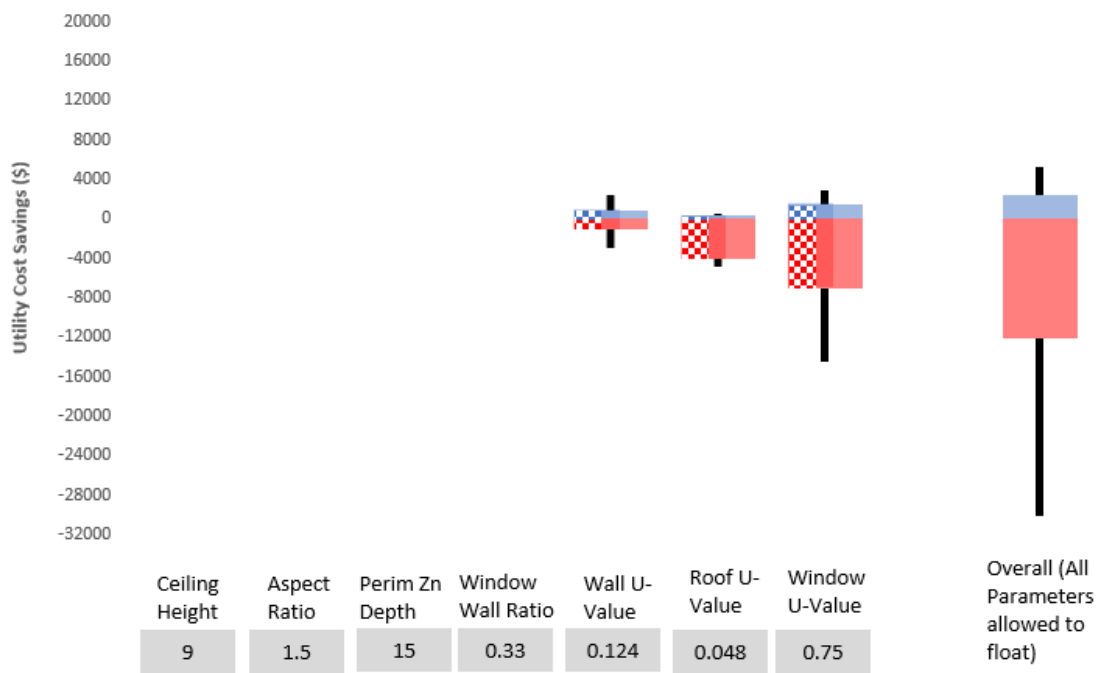 20000
16000
12000
8000
4000
0
-4000
-8000
-12000
-16000
-20000
-24000
-28000
-32000
Utility Cost Savings ($)
Ceiling
Height
9
Aspect
Ratio
1.5
Perim Zn
Depth
15
Window
Wall Ratio
0.33
Wall U-
Value
0.124
Roof U-
Value
0.048
Window
U-Value
0.75
Overall (All
Parameters
allowed to
float)